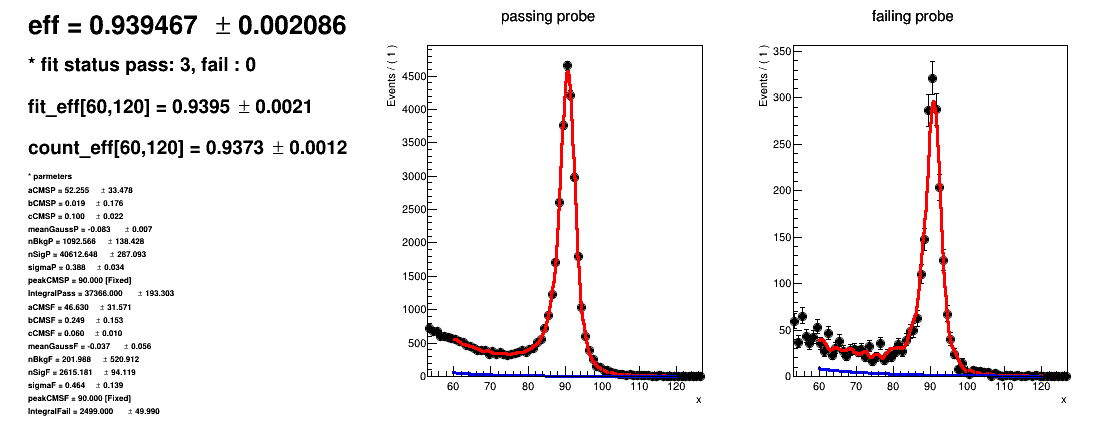 eff = 0.939467 ± 0.002086
* fit status pass: 3, fail : 0
fit_eff[60,120] = 0.9395 ± 0.0021
count_eff[60,120] = 0.9373 ± 0.0012
* parmeters
aCMSP = 52.255 ± 33.478
bCMSP = 0.019 ± 0.176
cCMSP = 0.100 ± 0.022
meanGaussP = -0.083 ± 0.007
nBkgP = 1092.566 ± 138.428
nSigP = 40612.648 ± 287.093
sigmaP = 0.388 ± 0.034
peakCMSP = 90.000 [Fixed]
IntegralPass = 37366.000 ± 193.303
aCMSF = 46.630 ± 31.571
bCMSF = 0.249 ± 0.153
cCMSF = 0.060 ± 0.010
meanGaussF = -0.037 ± 0.056
nBkgF = 201.988 ± 520.912
nSigF = 2615.181 ± 94.119
sigmaF = 0.464 ± 0.139
peakCMSF = 90.000 [Fixed]
IntegralFail = 2499.000 ± 49.990
passing probe
Events / ( 1 )
4500
4000
3500
3000
2500
2000
1500
1000
500
0
60 70 80 90 100 110 120
x
failing probe
Events / ( 1 )
350
300
250
200
150
100
50
0
60 70 80 90 100 110 120
x